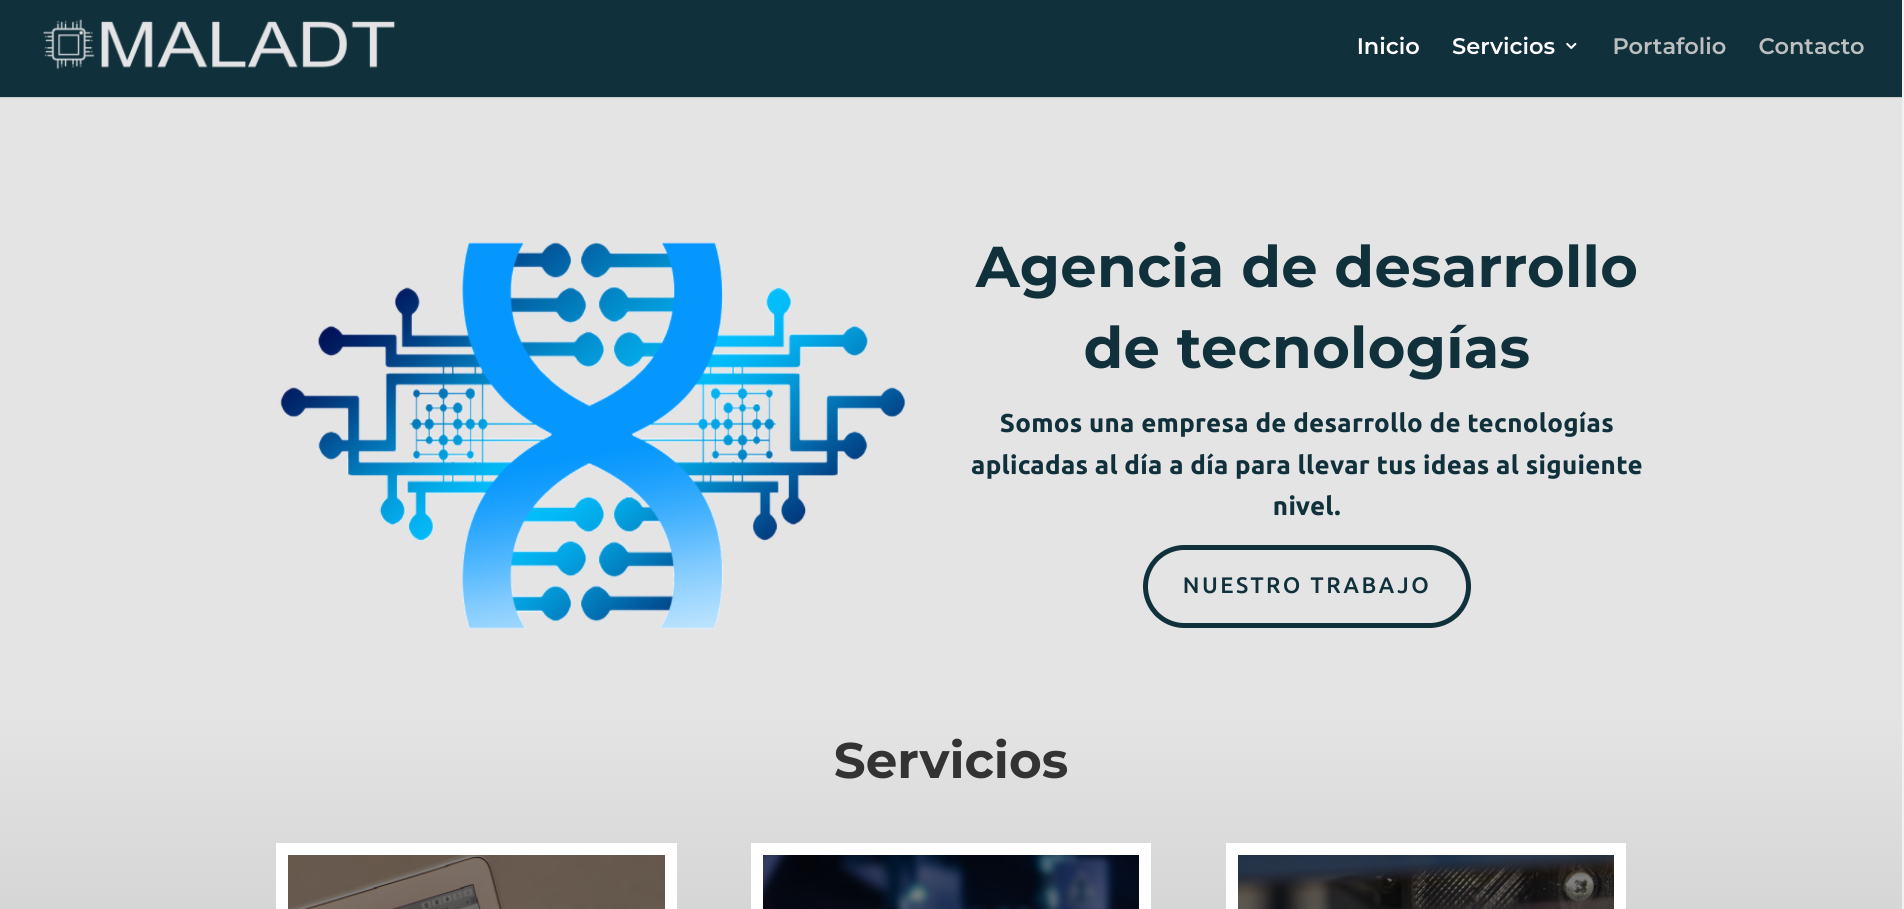 MALADT
Inicio
Servicios
Portafolio
Contacto
Agencia de desarrollo
de tecnologías
Somos una empresa de desarrollo de tecnologías
aplicadas al día a día para llevar tus ideas al siguiente
nivel.
NUESTRO TRABAJO
Servicios